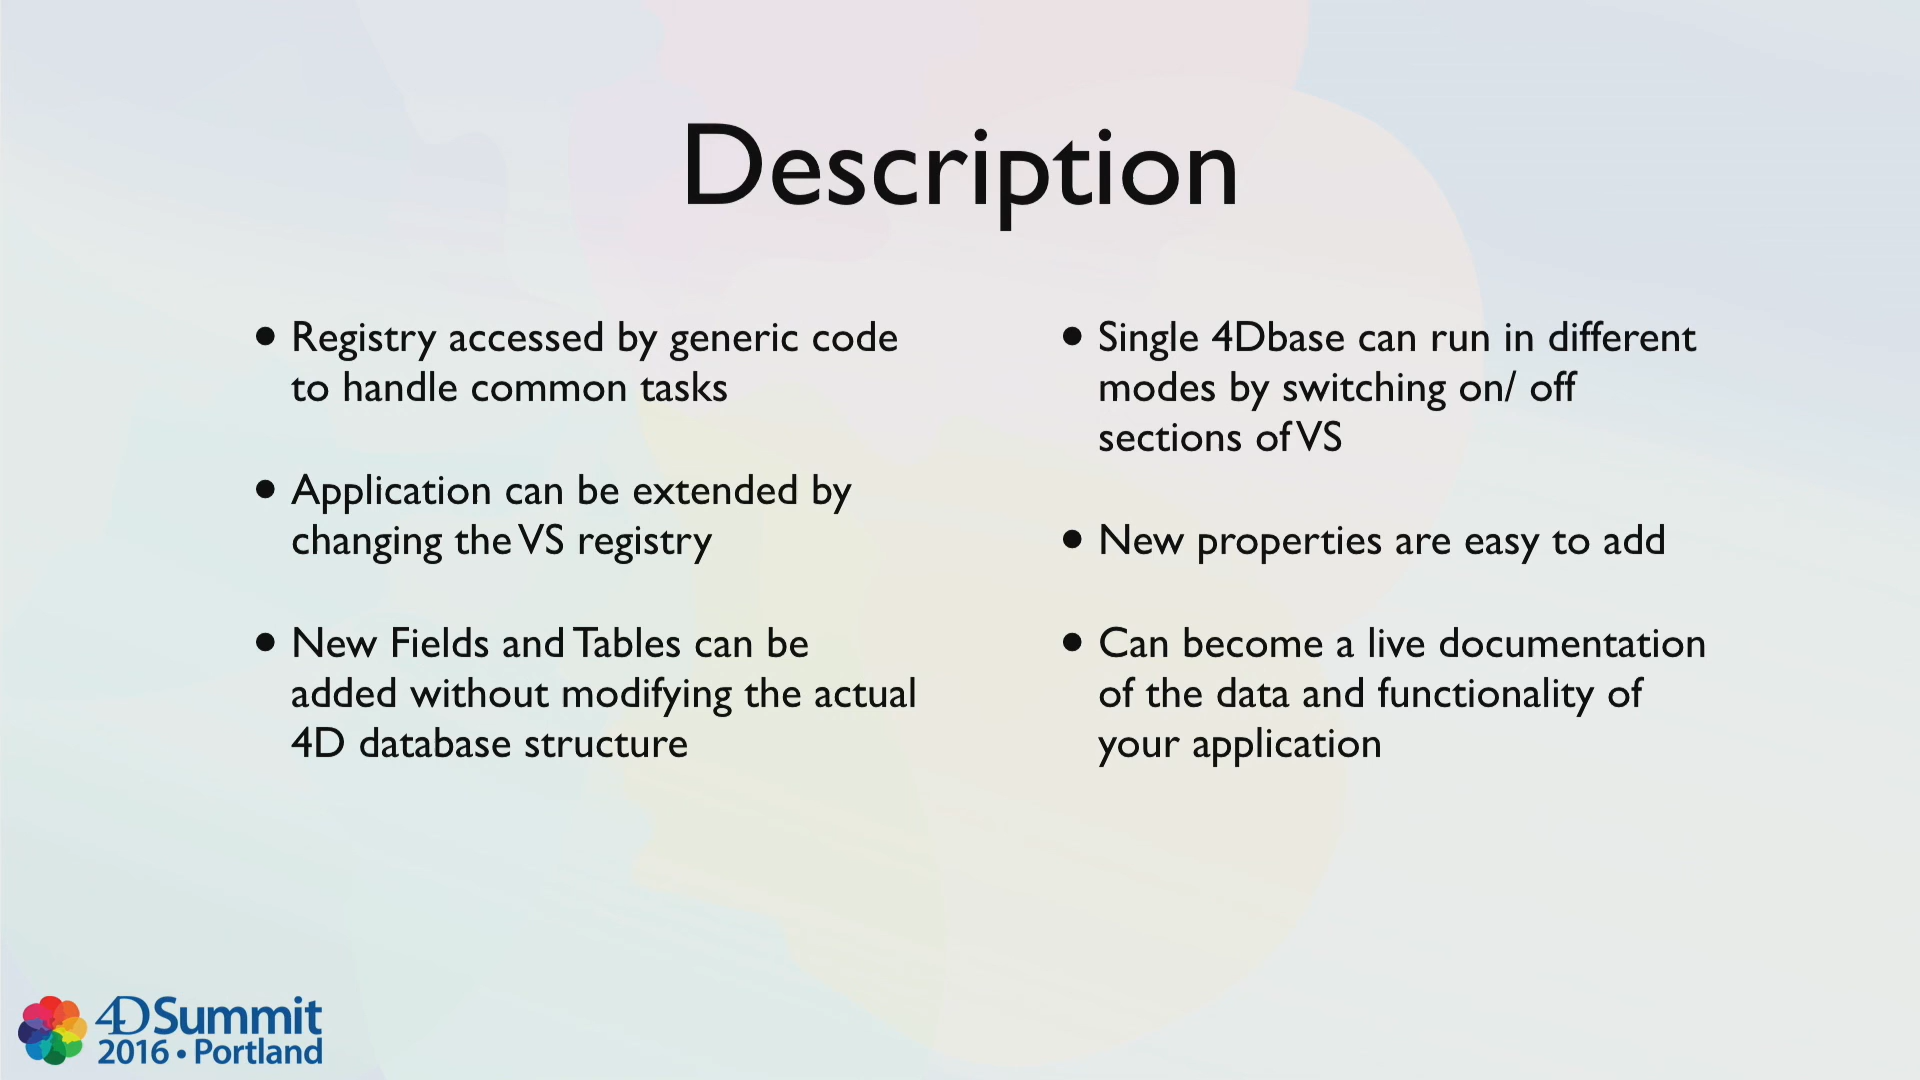 Description
• Registry accessed by generic code
to handle common tasks
• Application can be extended by
changing the VS registry
• New Fields and Tables can be
added without modifying the actual
4D database structure
• Single 4Dbase can run in different
modes by switching on/ off
sections of VS
• New properties are easy to add
• Can become a live documentation
of the data and functionality of
your application
4D Summit
2016 • Portland